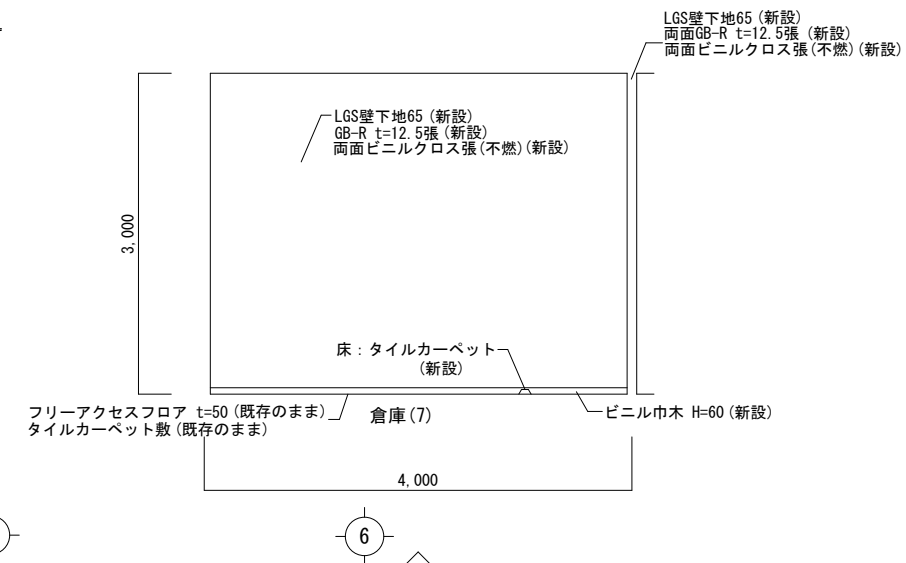 LGS壁下地65(新設)
両面GB-R t=12.5張(新設)
両面ビニルクロス張(不燃)(新設)
LGS壁下地65(新設)
GB-R t=12.5張(新設)
両面ビニルクロス張(不燃)(新設)
3,000
床：タイルカーペット
(新設)
フリーアクセスフロア t=50(既存のまま)
タイルカーペット敷(既存のまま)
倉庫(7)
ビニル巾木 H=60(新設)
4,000
6